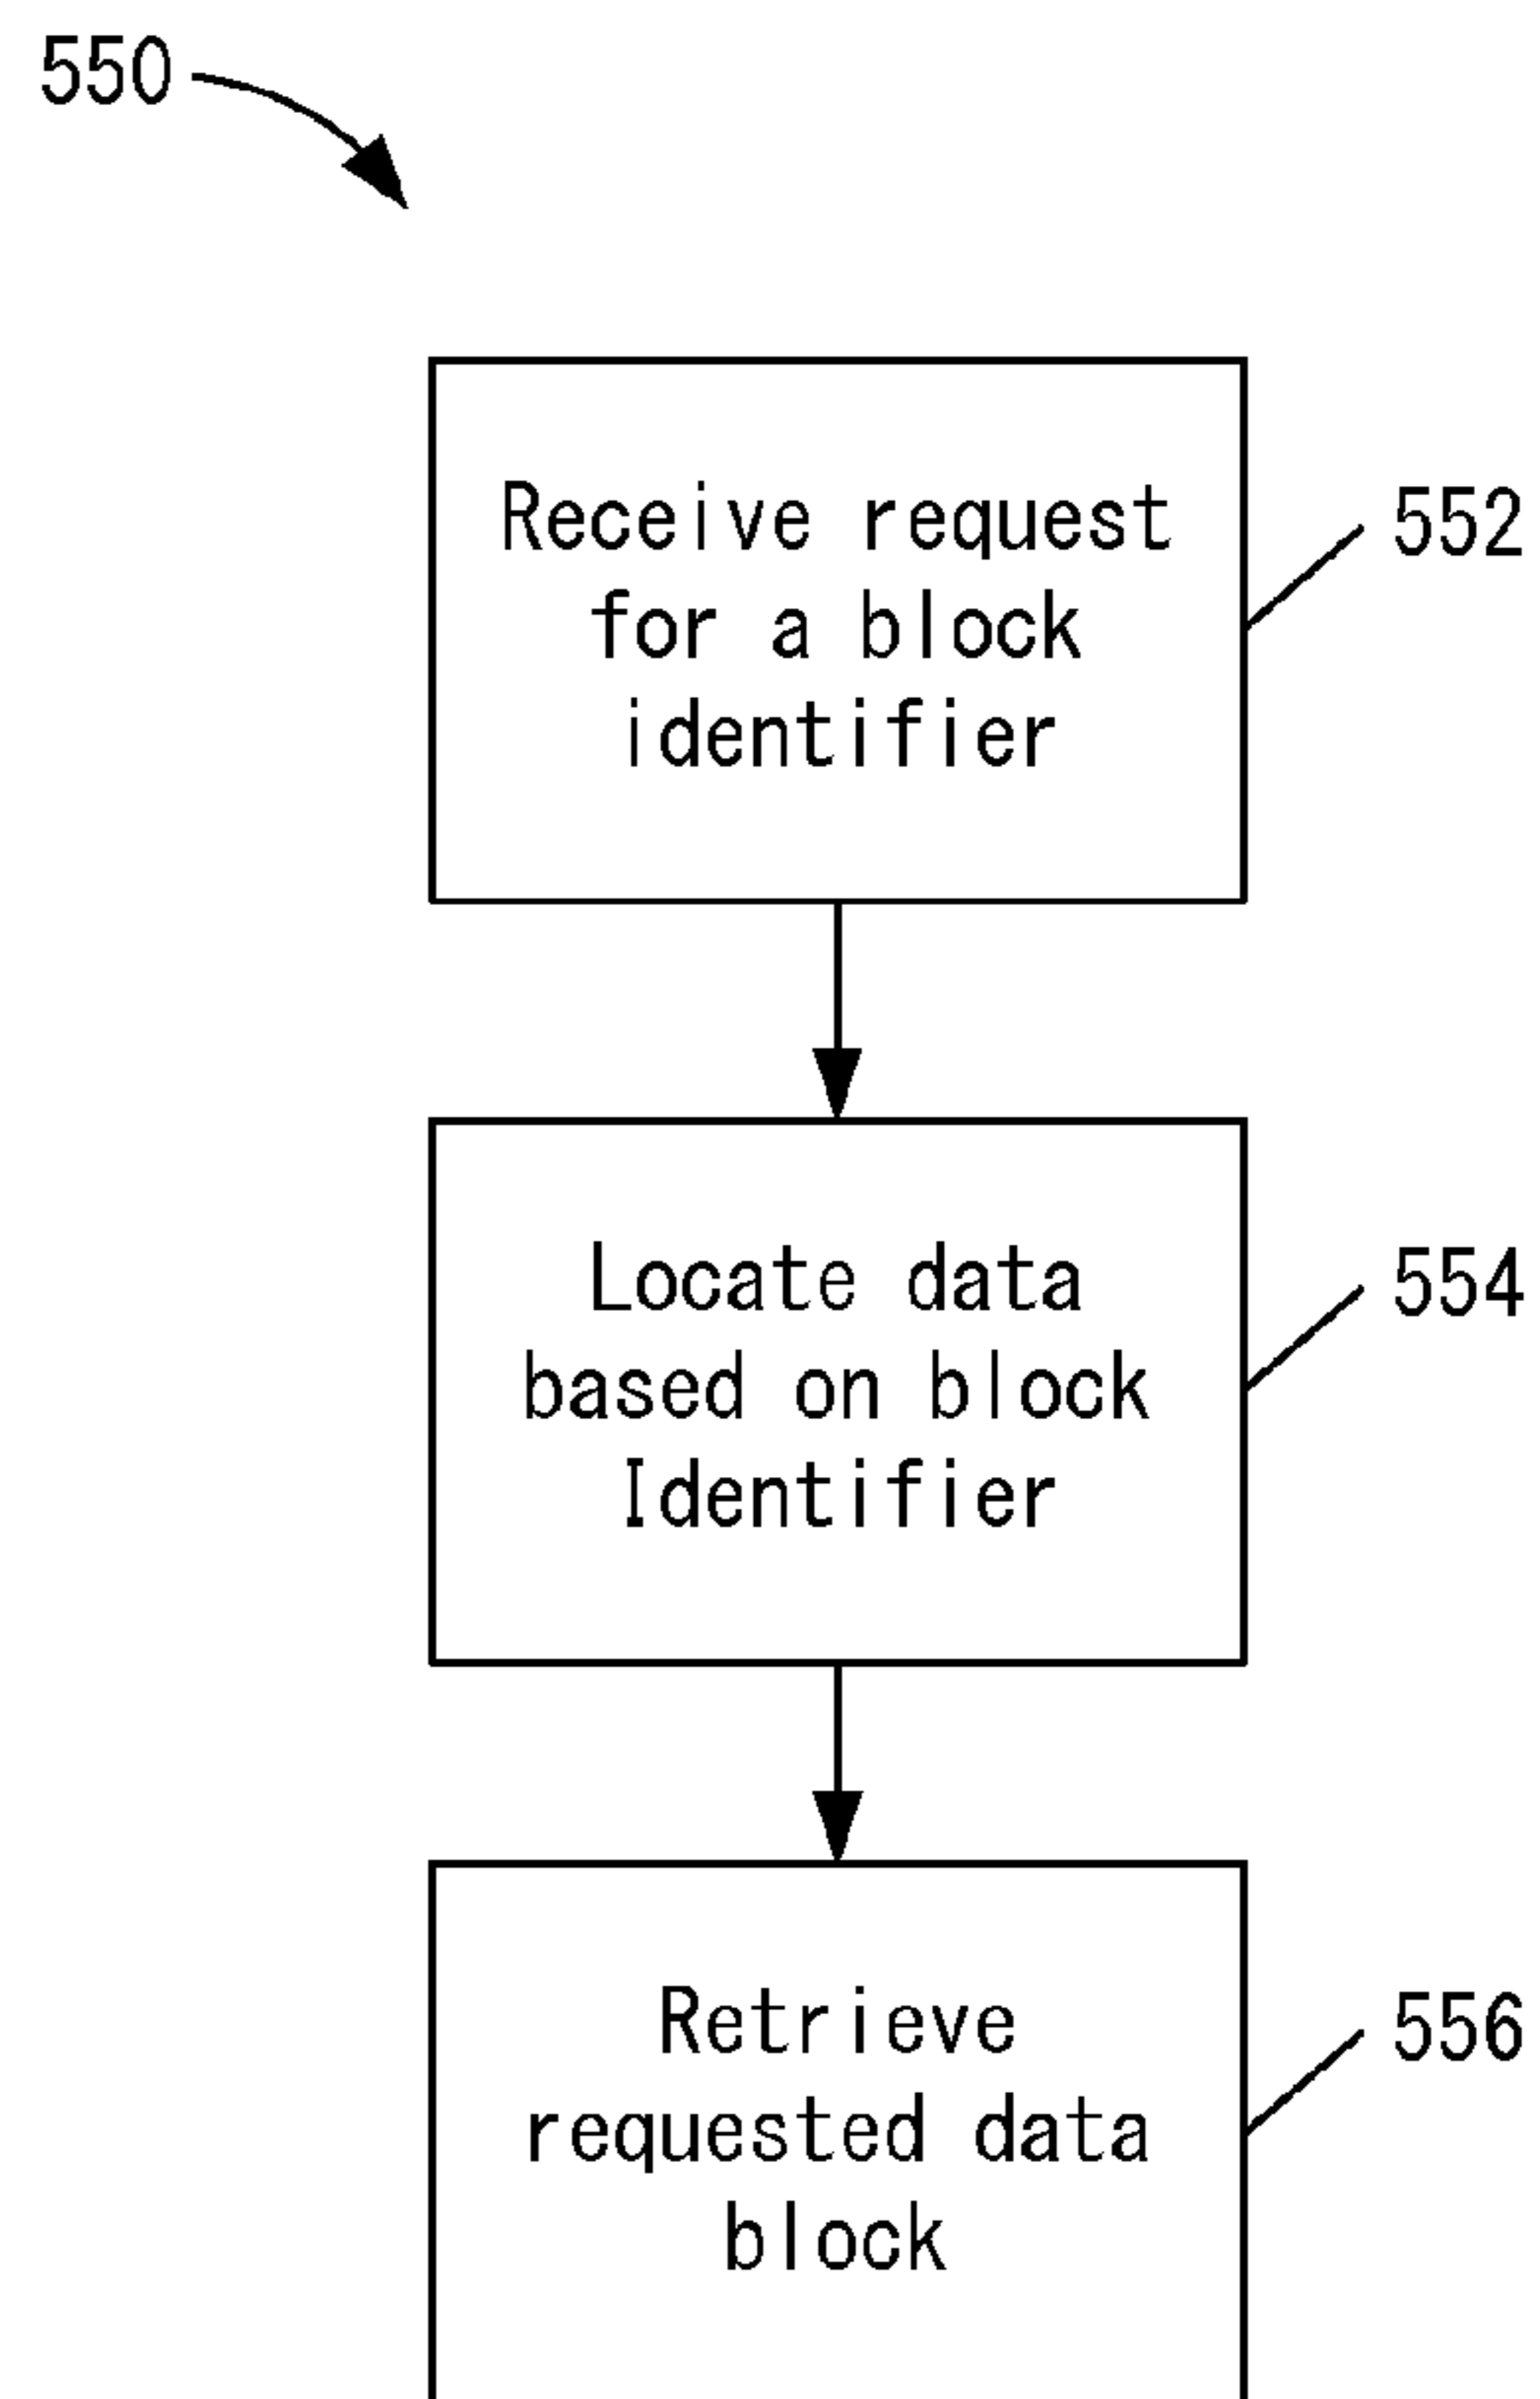 550
Receive request
for a block
identifier
552
Locate data
based on block
Identifier
554
Retrieve
requested data
block
556